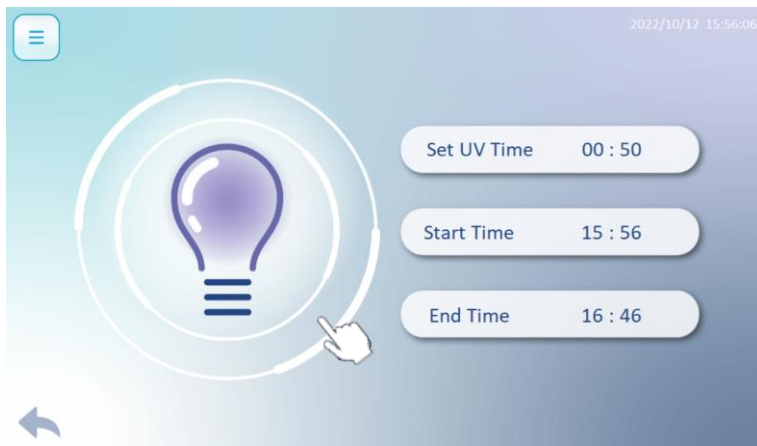 2022/10/12 15:56:06
Set UV Time 00 : 50
Start Time 15 : 56
End Time 16 : 46